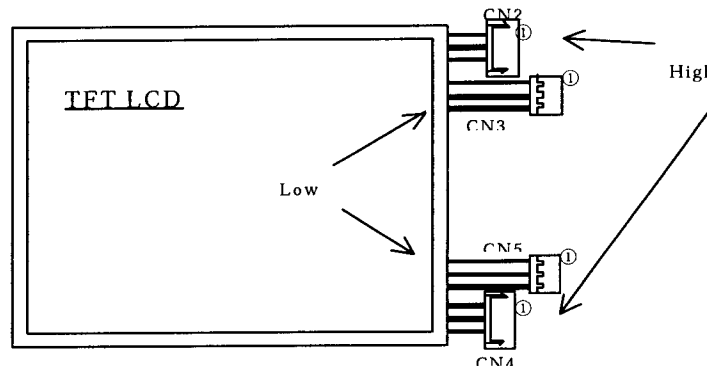 CN2
①
High
TFT LCD
①
CN3
Low
CN5
①
①
CN4